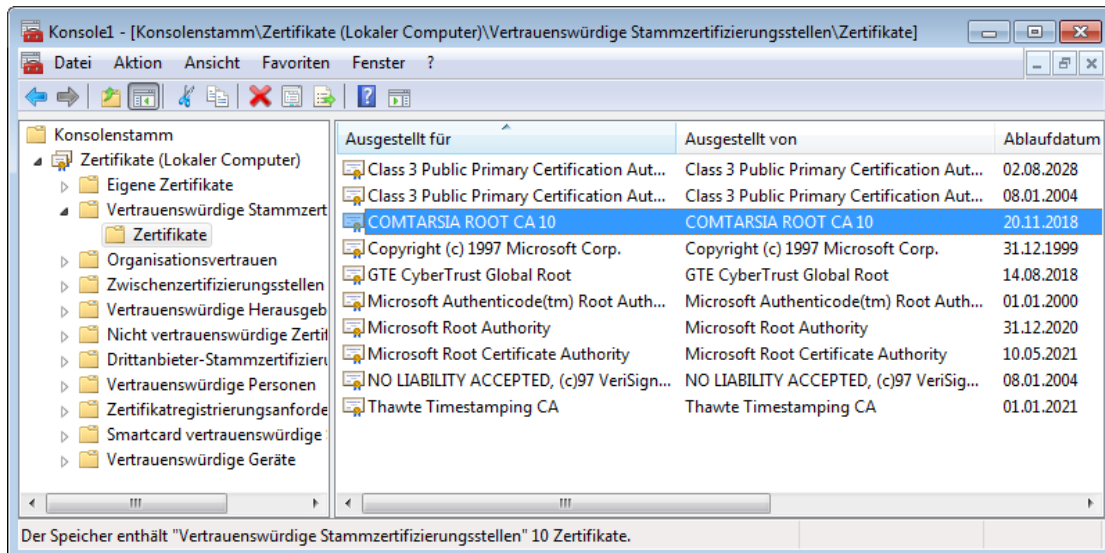 Konsole1 - [Konsolenstamm\Zertifikate (Lokaler Computer)\Vertrauenswürdige Stammzertifizierungsstellen\Zertifikate]
Datei Aktion Ansicht Favoriten Fenster ?
Konsolenstamm
Zertifikate (Lokaler Computer)
Eigene Zertifikate
Vertrauenswürdige Stammzert
Zertifikate
Organisationsvertrauen
Zwischenzertifizierungsstellen
Vertrauenswürdige Herausgeb
Nicht vertrauenswürdige Zertif
Drittanbieter-Stammzertifizieru
Vertrauenswürdige Personen
Zertifikatregistrierungsanforde
Smartcard vertrauenswürdige
Vertrauenswürdige Geräte
Ausgestellt für Ausgestellt von Ablaufdatum
Class 3 Public Primary Certification Aut... Class 3 Public Primary Certification Aut... 02.08.2028
Class 3 Public Primary Certification Aut... Class 3 Public Primary Certification Aut... 08.01.2004
COMTARSIA ROOT CA 10 COMTARSIA ROOT CA 10 20.11.2018
Copyright (c) 1997 Microsoft Corp. Copyright (c) 1997 Microsoft Corp. 31.12.1999
GTE CyberTrust Global Root GTE CyberTrust Global Root 14.08.2018
Microsoft Authenticode(tm) Root Auth... Microsoft Authenticode(tm) Root Auth... 01.01.2000
Microsoft Root Authority Microsoft Root Authority 31.12.2020
Microsoft Root Certificate Authority Microsoft Root Certificate Authority 10.05.2021
NO LIABILITY ACCEPTED, (c)97 VeriSign... NO LIABILITY ACCEPTED, (c)97 VeriSig... 08.01.2004
Thawte Timestamping CA Thawte Timestamping CA 01.01.2021
Der Speicher enthält "Vertrauenswürdige Stammzertifizierungsstellen" 10 Zertifikate.